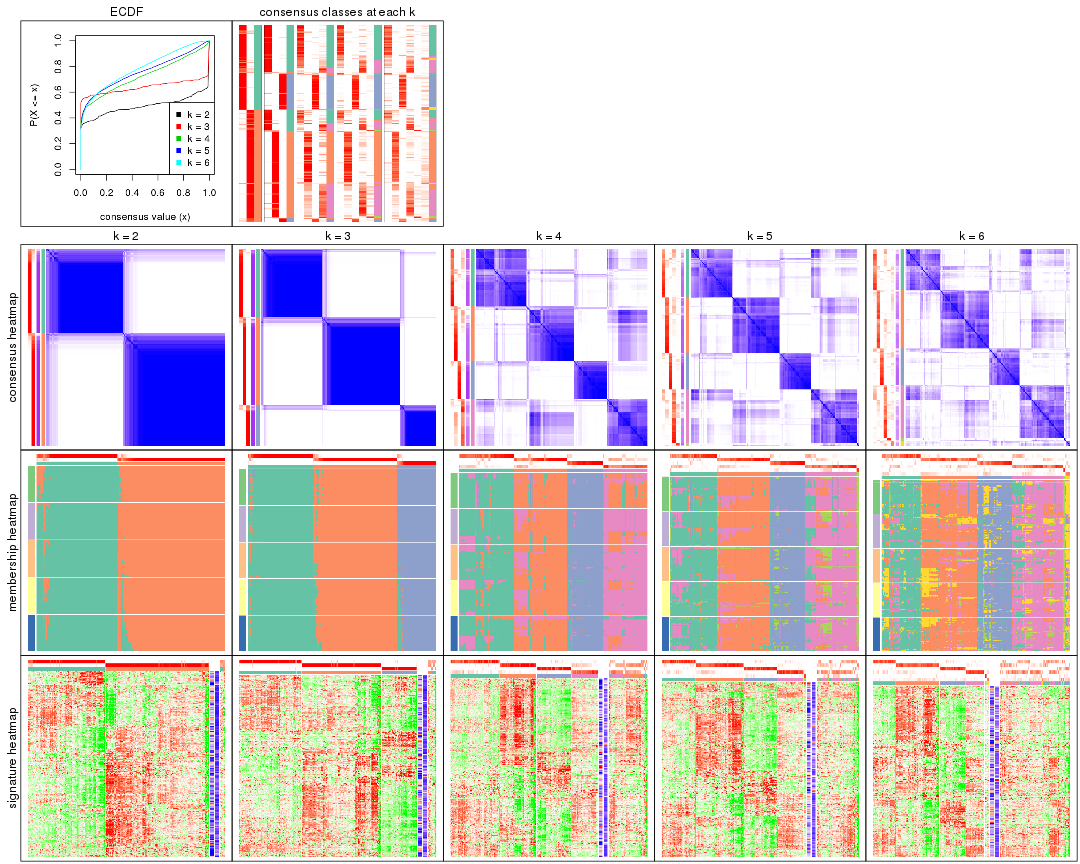 ECDF
consensus classes at each k
P(X <= x)
0.0 0.2 0.4 0.6 0.8 1.0
k = 2
k = 3
k = 4
k = 5
k = 6
0.0 0.2 0.4 0.6 0.8 1.0
consensus value (x)
k = 2 k = 3 k = 4 k = 5 k = 6
consensus heatmap
membership heatmap
signature heatmap